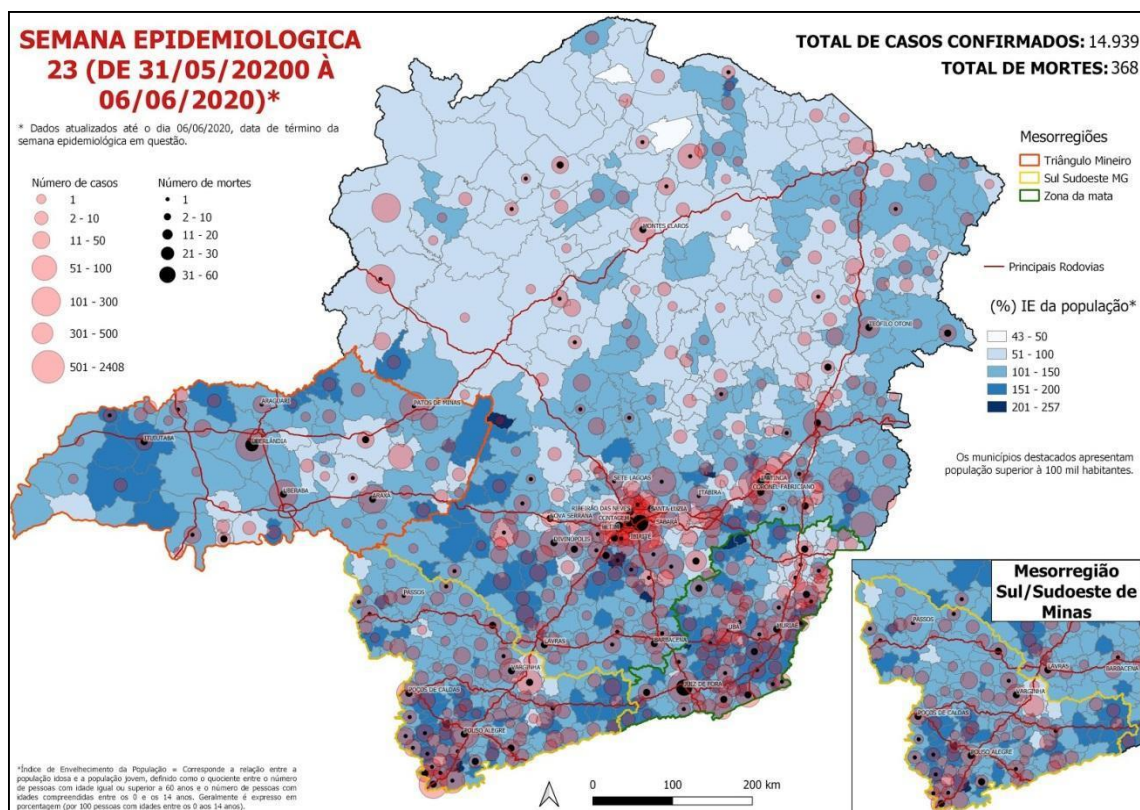 SEMANA EPIDEMIOLOGICA
23 (DE 31/05/20200 À
06/06/2020)*
* Dados atualizados até o dia 06/06/2020, data de término da
semana epidemiológica em questão.
TOTAL DE CASOS CONFIRMADOS: 14.939
TOTAL DE MORTES: 368
Número de casos
1
2 - 10
11 - 50
51 - 100
101 - 300
301 - 500
501 - 2408
Número de mortes
1
2 - 10
11 - 20
21 - 30
31 - 60
Mesorregiões
Triângulo Mineiro
Sul Sudoeste MG
Zona da mata
Principais Rodovias
(%) IE da população*
43 - 50
51 - 100
101 - 150
151 - 200
201 - 257
Os municípios destacados apresentam
população superior à 100 mil habitantes.
MONTES CLAROS
TEÓFILO OTONI
PATOS DE MINAS
ARAGUARI
ITUIUTABA
UBERABA
ARAXÁ
SETE LAGOAS
ITABIRA
CORONEL FABRICIANO
RIBEIRÃO DAS NEVES
SANTA LUZIA
NOVA SERRANA
CONTAGEM
SABARÁ
DIVINÓPOLIS
PASSOS
LAVRAS
BARBACENA
UBÁ
MURIAÉ
VARGINHA
JUIZ DE FORA
POÇOS DE CALDAS
POUSO ALEGRE
Mesorregião
Sul/Sudoeste de
Minas
PASSOS
LAVRAS
BARBACENA
VARGINHA
POÇOS DE CALDAS
POUSO ALEGRE
*Índice de Envelhecimento da População = Corresponde a relação entre a
população idosa e a população jovem, definido como o quociente entre o número
de pessoas com idade igual ou superior a 60 anos e o número de pessoas com
idades compreendidas entre os 0 e os 14 anos. Geralmente é expresso em
porcentagem (por 100 pessoas com idades entre os 0 aos 14 anos).
0 100 200 km